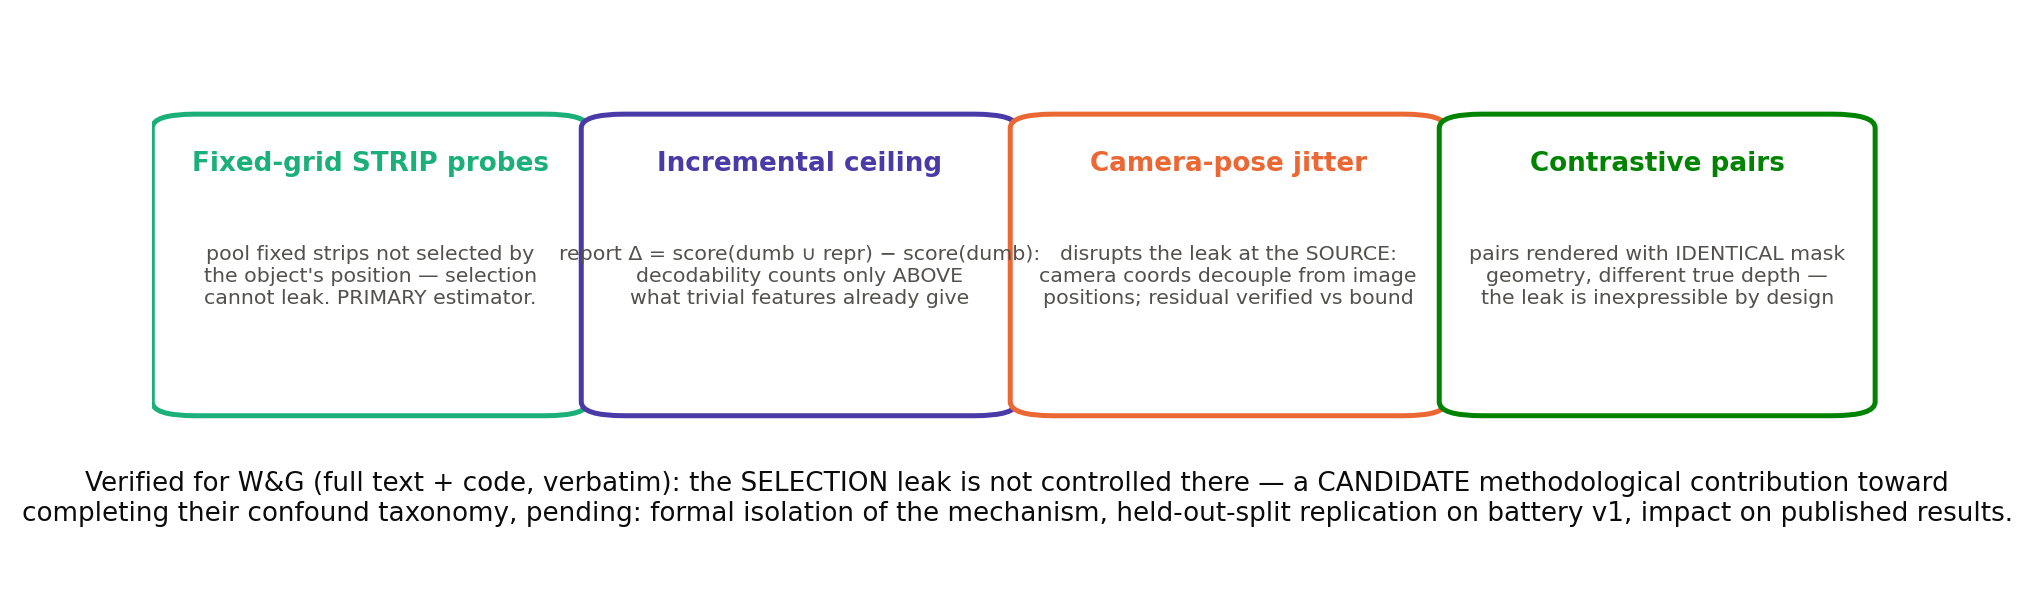 Fixed-grid STRIP probes
pool fixed strips not selected by
the object's position — selection
cannot leak. PRIMARY estimator.
Incremental ceiling
report Δ = score(dumb ∪ repr) − score(dumb):
decodability counts only ABOVE
what trivial features already give
Camera-pose jitter
disrupts the leak at the SOURCE:
camera coords decouple from image
positions; residual verified vs bound
Contrastive pairs
pairs rendered with IDENTICAL mask
geometry, different true depth —
the leak is inexpressible by design
Verified for W&G (full text + code, verbatim): the SELECTION leak is not controlled there — a CANDIDATE methodological contribution toward
completing their confound taxonomy, pending: formal isolation of the mechanism, held-out-split replication on battery v1, impact on published results.